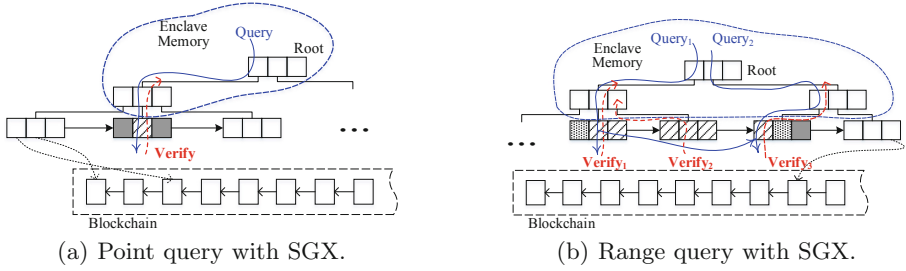 Enclave
Memory
Query
Root
Verify
...
Blockchain
(a) Point query with SGX.
Enclave
Memory
Query₁
Query₂
Root
...
Verify₁
Verify₂
Verify₃
Blockchain
(b) Range query with SGX.